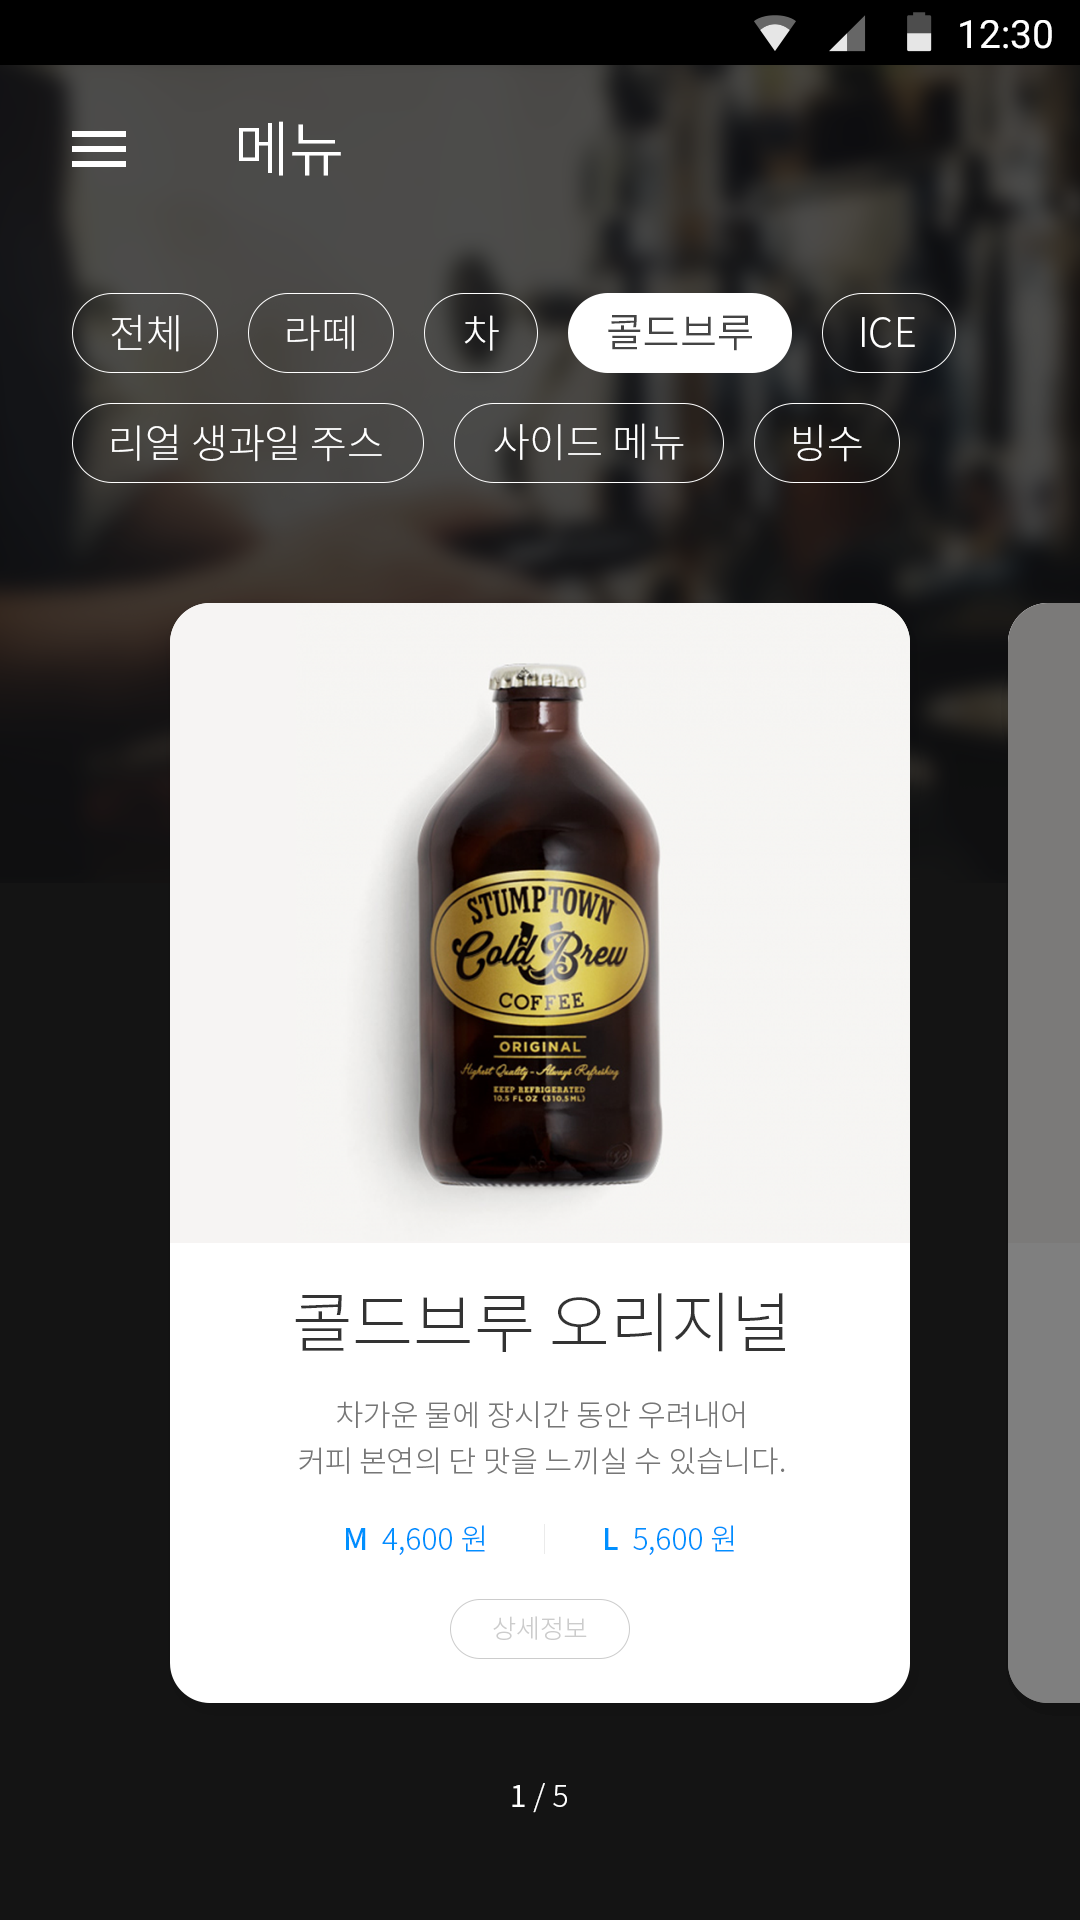 12:30
메뉴
전체 라떼 차 콜드브루 ICE
리얼 생과일 주스 사이드 메뉴 빙수
STUMPTOWN
Cold Brew
COFFEE
ORIGINAL
Highest Quality - Always Refreshing
KEEP REFRIGERATED
10.5 FL OZ (310.5ML)
콜드브루 오리지널
차가운 물에 장시간 동안 우려내어
커피 본연의 단 맛을 느끼실 수 있습니다.
M 4,600 원 L 5,600 원
상세정보
1 / 5